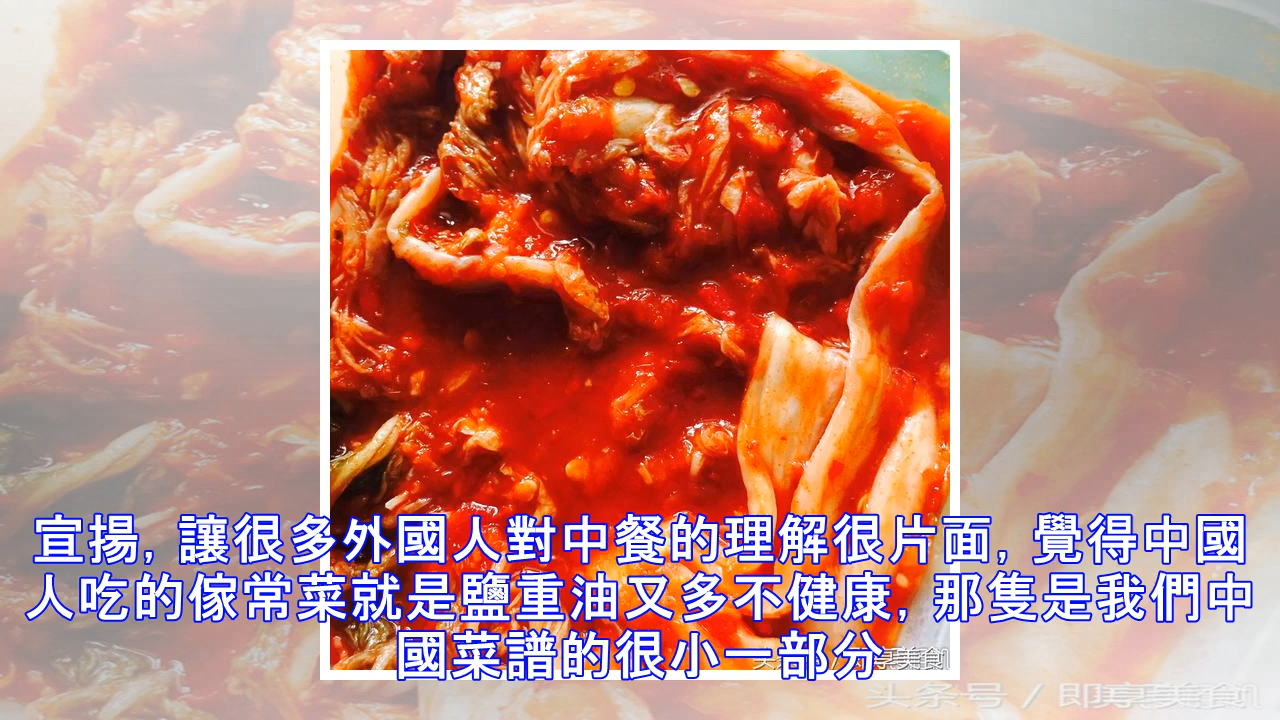 宣揚, 讓很多外國人對中餐的理解很片面, 覺得中國
人吃的傢常菜就是鹽重油又多不健康, 那隻是我們中
國菜譜的很小一部分
头条号 / 即享美食